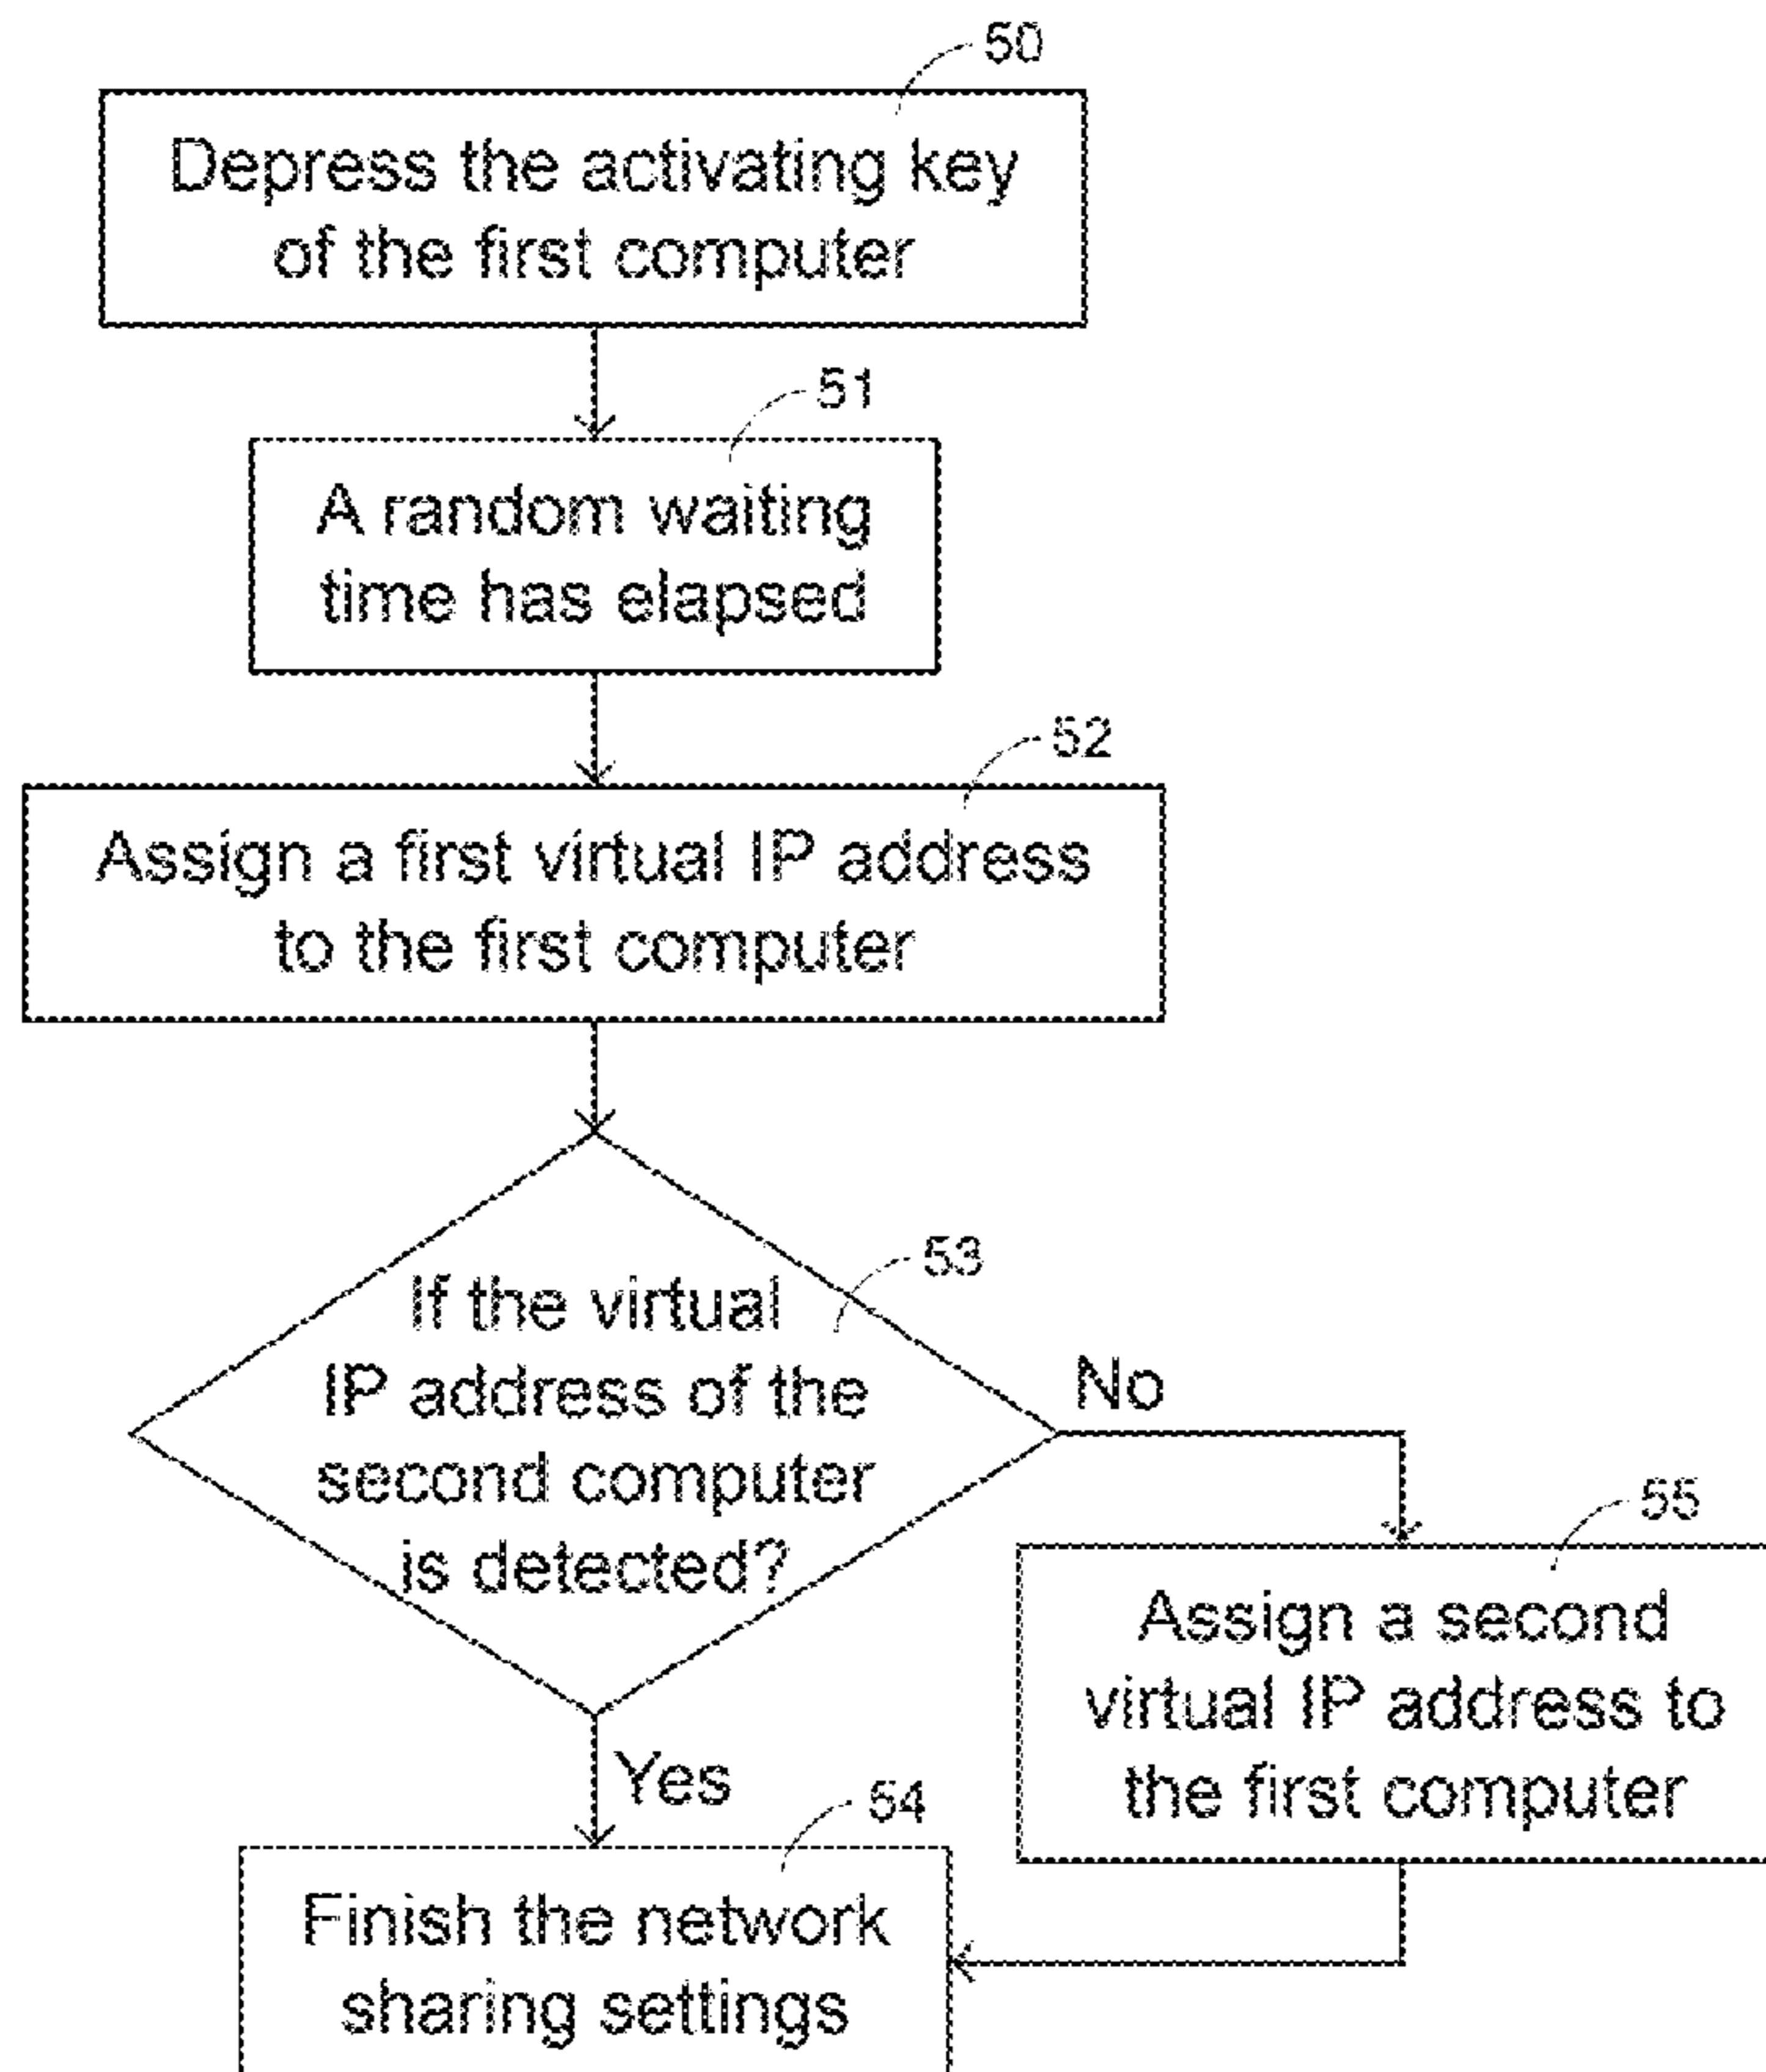 50
Depress the activating key
of the first computer
51
A random waiting
time has elapsed
52
Assign a first virtual IP address
to the first computer
53
If the virtual
IP address of the
second computer
is detected?
No
55
Assign a second
virtual IP address to
the first computer
Yes
54
Finish the network
sharing settings